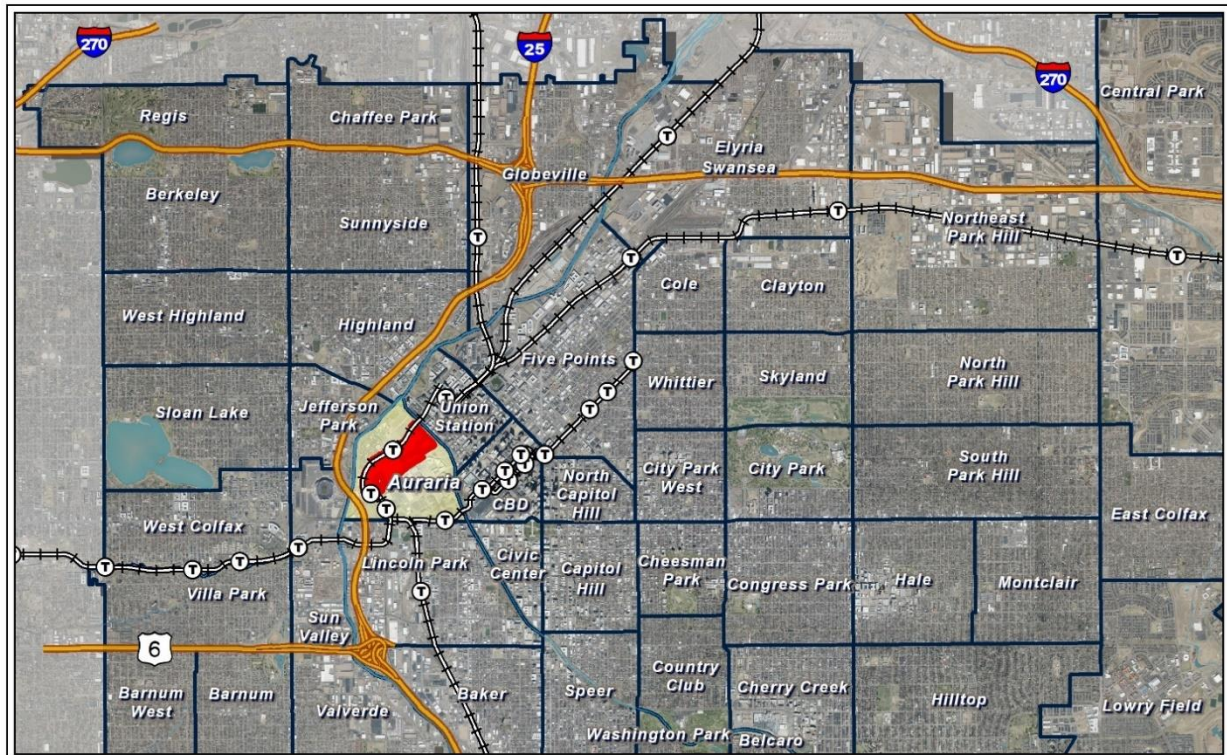 270
25
270
Central Park
Regis
Chaffee Park
Elyria
Swansea
Globeville
Berkeley
Sunnyside
T
T
T
T
T
Northeast
Park Hill
Cole
Clayton
West Highland
Highland
Five Points
T
Whittier
Skyland
North
Park Hill
Sloan Lake
Jefferson
Park
T
Union
Station
T
T
T
T
T
T
T
T
T
T
Auraria
T
T
CBD
North
Capitol
Hill
City Park
West
City Park
South
Park Hill
West Colfax
T
T
East Colfax
T
T
T
T
T
Lincoln Park
Civic
Center
Capitol
Hill
Cheesman
Park
Congress Park
Hale
Montclair
Villa Park
T
Sun
Valley
6
Barnum
West
Barnum
Valverde
Baker
Speer
Country
Club
Cherry Creek
Hilltop
Lowry Field
Washington Park
Belcaro